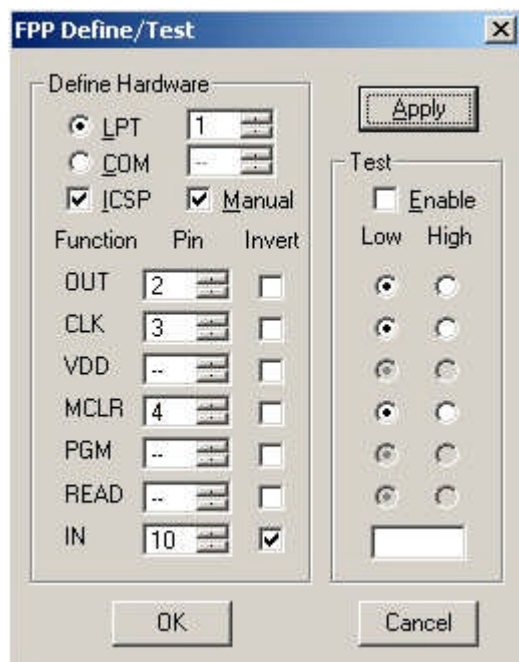 FPP Define/Test
Define Hardware
LPT 1
COM --
ICSP Manual
Function Pin Invert
OUT 2
CLK 3
VDD --
MCLR 4
PGM --
READ --
IN 10
Apply
Test
Enable
Low High
OK
Cancel